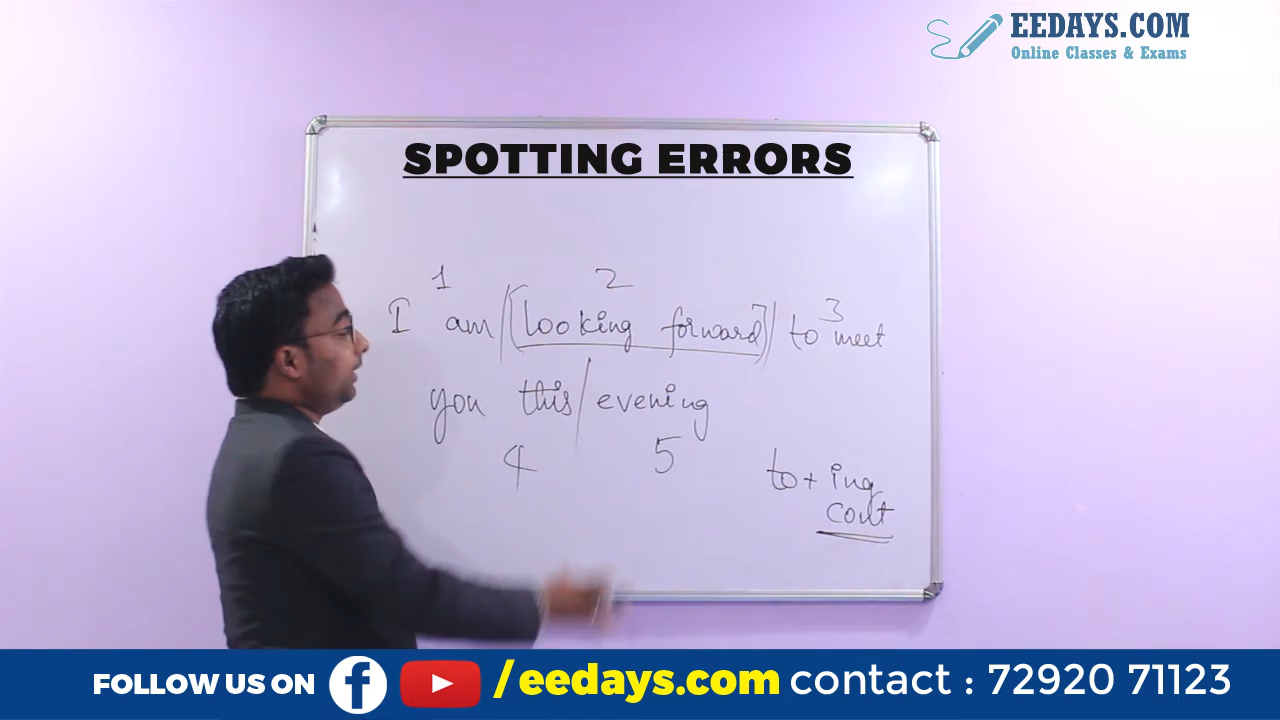 EEDAYS.COM
Online Classes & Exams
SPOTTING ERRORS
1 2 3
I am / [looking forward] / to meet
you this / evening
4 5
to + ing
cont
FOLLOW US ON f /eedays.com contact : 72920 71123